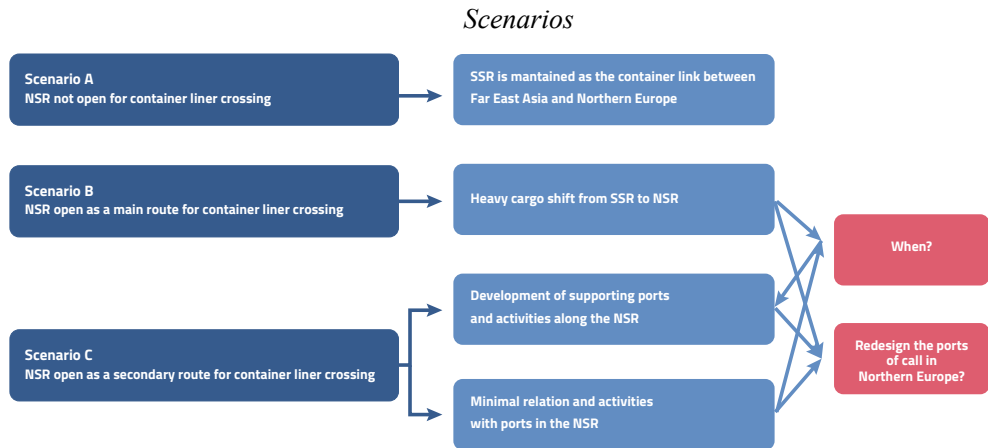 Scenarios
Scenario A
NSR not open for container liner crossing
SSR is mantained as the container link between
Far East Asia and Northern Europe
Scenario B
NSR open as a main route for container liner crossing
Heavy cargo shift from SSR to NSR
When?
Development of supporting ports
and activities along the NSR
Scenario C
NSR open as a secondary route for container liner crossing
Minimal relation and activities
with ports in the NSR
Redesign the ports
of call in
Northern Europe?